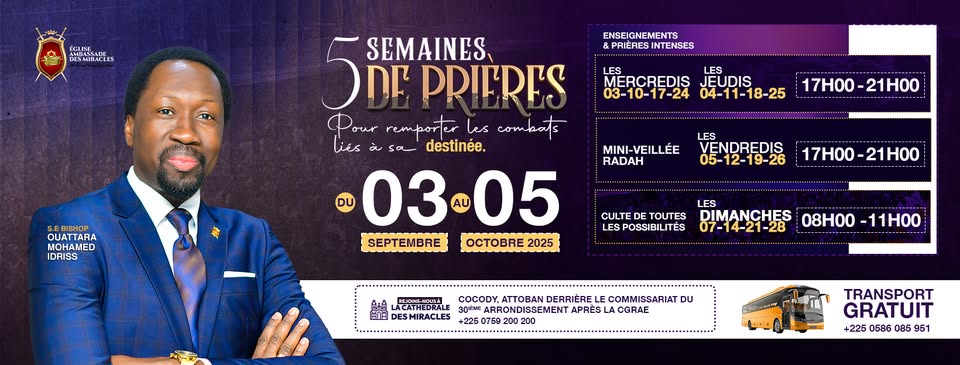 ÉGLISE
AMBASSADE
DES MIRACLES
5 SEMAINES
DE PRIÈRES
Pour remporter les combats
liés à sa destinée.
DU 03 AU 05
SEPTEMBRE OCTOBRE 2025
S.E BISHOP
OUATTARA
MOHAMED
IDRISS
ENSEIGNEMENTS
& PRIÈRES INTENSES
LES MERCREDIS
03-10-17-24
LES JEUDIS
04-11-18-25
17H00 - 21H00
MINI-VEILLÉE
RADAH
LES
VENDREDIS
05-12-19-26
17H00 - 21H00
CULTE DE TOUTES
LES POSSIBILITÉS
LES
DIMANCHES
07-14-21-28
08H00 - 11H00
REJOINS-NOUS À
LA CATHEDRALE
DES MIRACLES
COCODY, ATTOBAN DERRIÈRE LE COMMISSARIAT DU
30IÈME ARRONDISSEMENT APRÈS LA CGRAE
+225 0759 200 200
TRANSPORT
GRATUIT
+225 0586 085 951